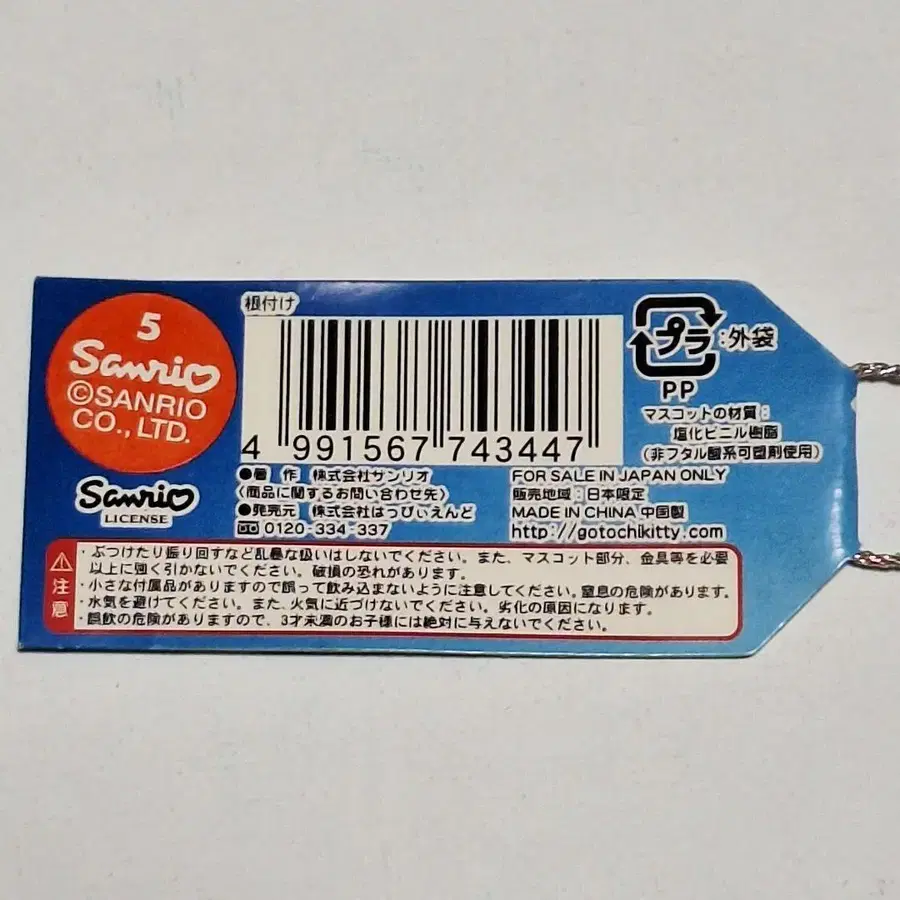 5
Sanrio
©SANRIO
CO., LTD.
Sanrio
LICENSE
根付け
4 991567 743447
プラ:外袋
PP
マスコットの材質:
塩化ビニル樹脂
(非フタル酸系可塑剤使用)
●著 作 株式会社サンリオ
〈商品に関するお問い合わせ先〉
●発売元 株式会社はっぴぃえんど
0120-334-337
FOR SALE IN JAPAN ONLY
販売地域:日本限定
MADE IN CHINA 中国製
http://gotochikitty.com
注意
・ぶつけたり振り回すなど乱暴な扱いはしないでください。また、マスコット部分、金具等を必要
以上に強く引かないでください。破損の恐れがあります。
・小さな付属品がありますので誤って飲み込まないように注意してください。窒息の危険があります。
・水気を避けてください。また、火気に近づけないでください。劣化の原因になります。
・誤飲の危険がありますので、3才未満のお子様には絶対に与えないでください。